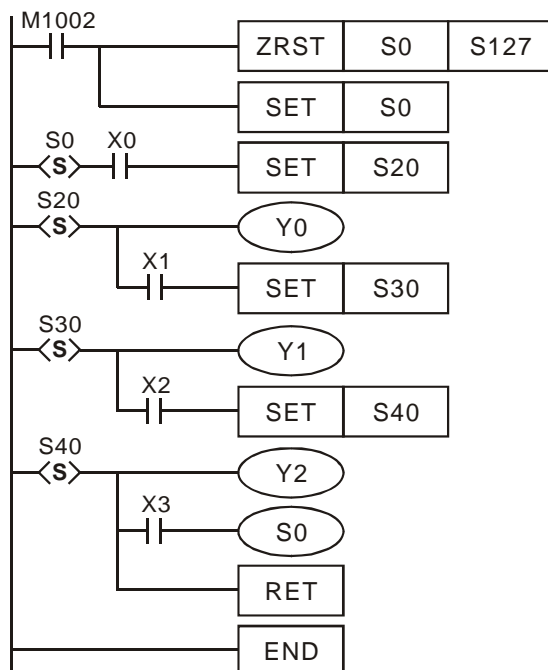 M1002
ZRST S0 S127
SET S0
S0 X0
S SET S20
S20
S Y0
X1
SET S30
S30
S Y1
X2
SET S40
S40
S Y2
X3
S0
RET
END